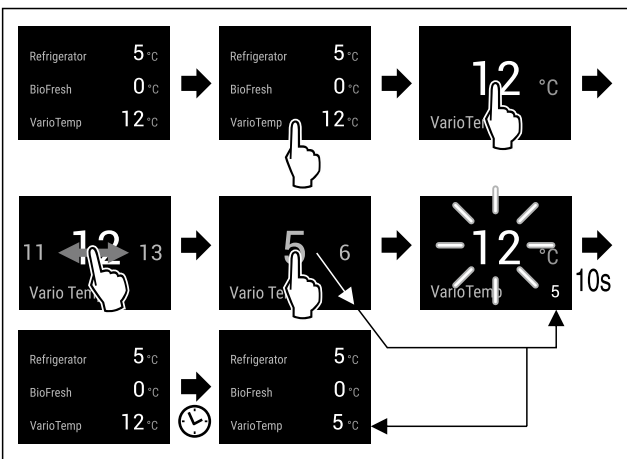 Refrigerator 5 °C
BioFresh 0 °C
VarioTemp 12 °C
Refrigerator 5 °C
BioFresh 0 °C
VarioTemp 12 °C
12 °C
VarioTe
11 12 13
Vario Tem
5 6
Vario Te
12 °C
VarioTemp 5
10s
Refrigerator 5 °C
BioFresh 0 °C
VarioTemp 12 °C
Refrigerator 5 °C
BioFresh 0 °C
VarioTemp 5 °C